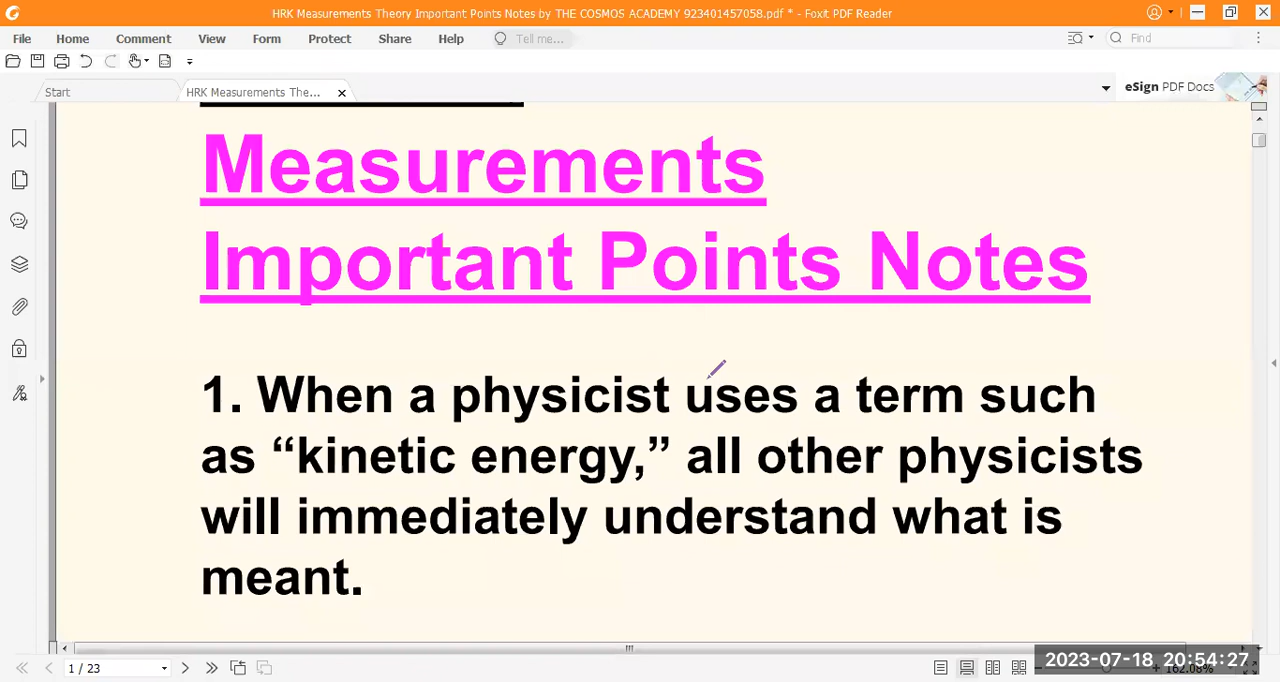 HRK Measurements Theory Important Points Notes by THE COSMOS ACADEMY 923401457058.pdf * - Foxit PDF Reader
File Home Comment View Form Protect Share Help Tell me... Find
Start HRK Measurements The... eSign PDF Docs
Measurements
Important Points Notes
1. When a physicist uses a term such
as “kinetic energy,” all other physicists
will immediately understand what is
meant.
1 / 23
2023-07-18 20:54:27
162.08%